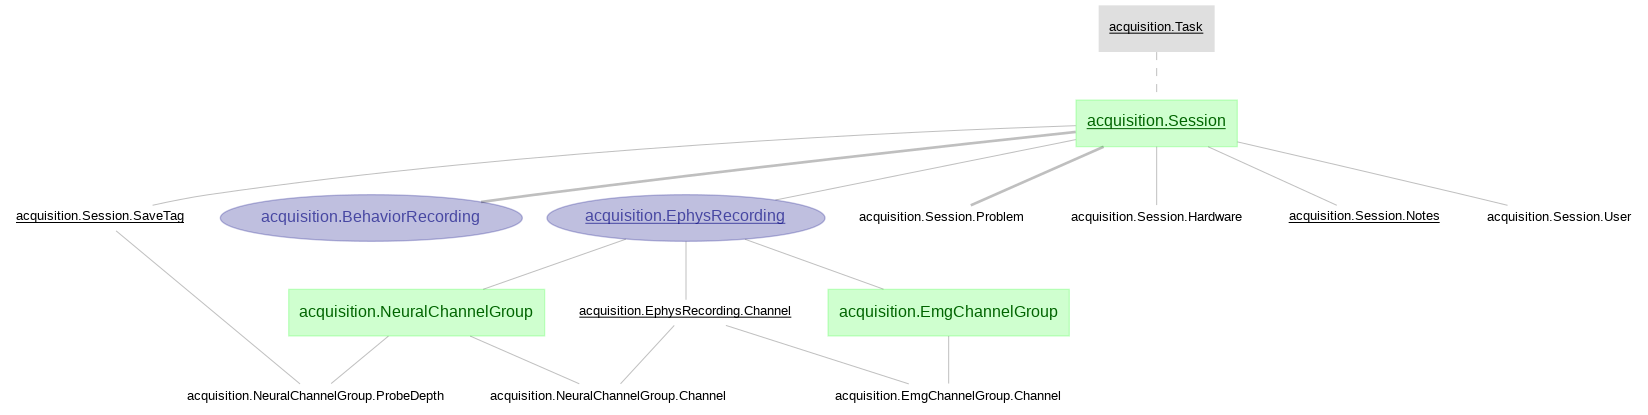 acquisition.Task
acquisition.Session
acquisition.Session.SaveTag
acquisition.BehaviorRecording
acquisition.EphysRecording
acquisition.Session.Problem
acquisition.Session.Hardware
acquisition.Session.Notes
acquisition.Session.User
acquisition.NeuralChannelGroup
acquisition.EphysRecording.Channel
acquisition.EmgChannelGroup
acquisition.NeuralChannelGroup.ProbeDepth
acquisition.NeuralChannelGroup.Channel
acquisition.EmgChannelGroup.Channel